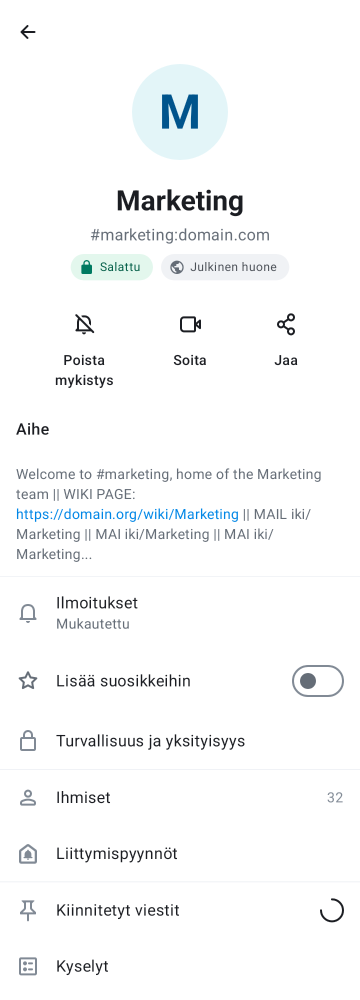 M
Marketing
#marketing:domain.com
Salattu
Julkinen huone
Poista
mykistys
Soita
Jaa
Aihe
Welcome to #marketing, home of the Marketing
team || WIKI PAGE:
https://domain.org/wiki/Marketing || MAIL iki/
Marketing || MAI iki/Marketing || MAI iki/
Marketing...
Ilmoitukset
Mukautettu
Lisää suosikkeihin
Turvallisuus ja yksityisyys
Ihmiset
32
Liittymispyynnöt
Kiinnitetyt viestit
Kyselyt